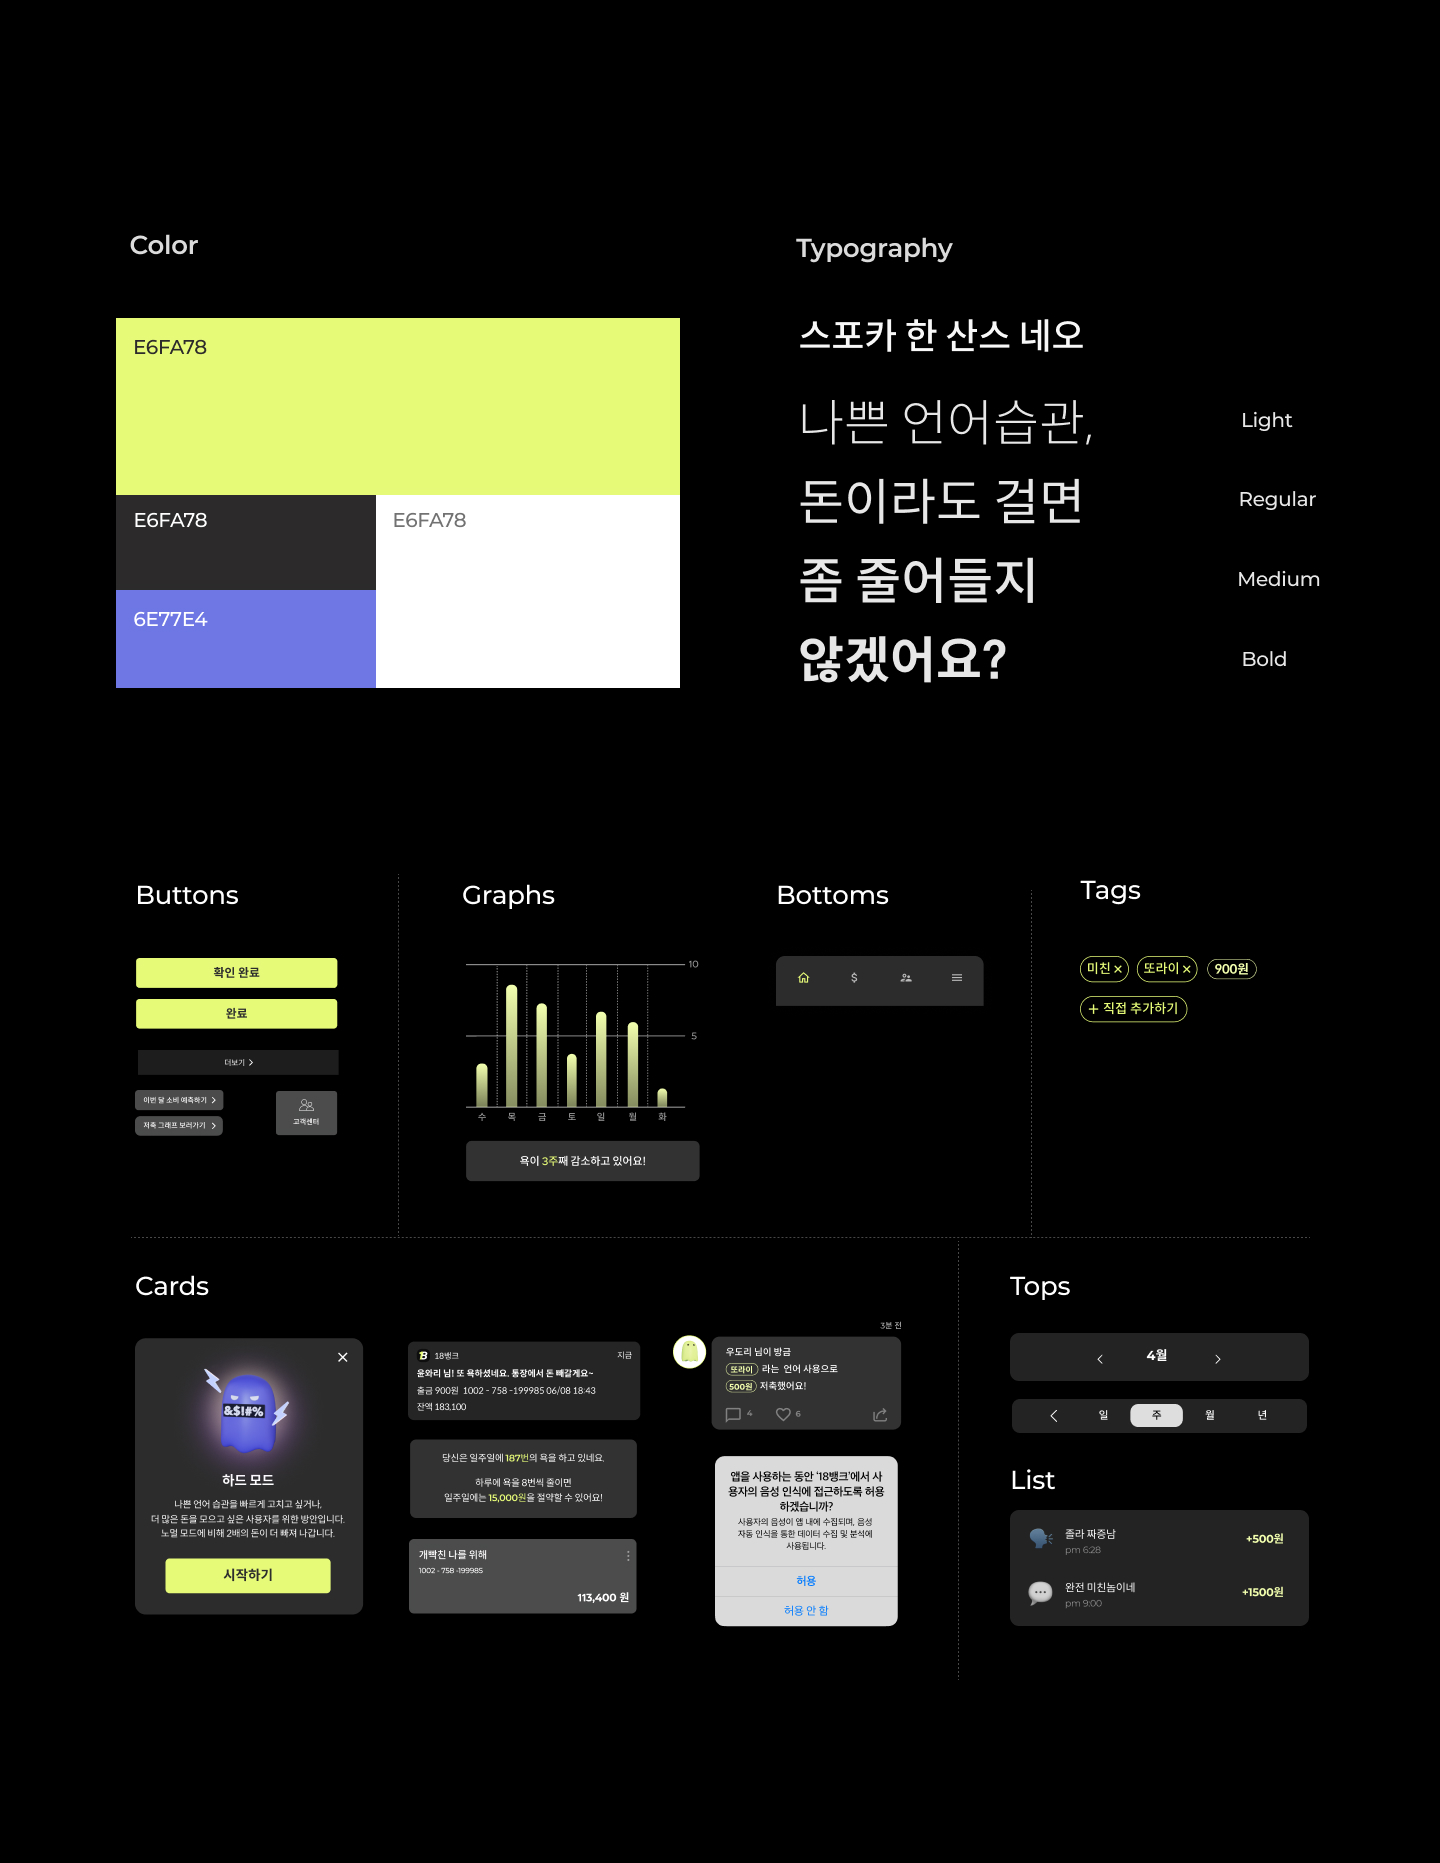 Color
E6FA78
E6FA78
E6FA78
6E77E4
Typography
스포카 한 산스 네오
나쁜 언어습관,
Light
돈이라도 걸면
Regular
좀 줄어들지
Medium
않겠어요?
Bold
Buttons
확인 완료
완료
더보기
이번 달 소비 예측하기
저축 그래프 보러가기
고객센터
Graphs
10
5
수 목 금 토 일 월 화
욕이 3주째 감소하고 있어요!
Bottoms
$
Tags
미친 ×
또라이 ×
900원
+ 직접 추가하기
Cards
&$!#%
하드 모드
나쁜 언어 습관을 빠르게 고치고 싶거나,
더 많은 돈을 모으고 싶은 사용자를 위한 방안입니다.
노멀 모드에 비해 2배의 돈이 더 빠져 나갑니다.
시작하기
B 18뱅크
지금
윤와리 님! 또 욕하셨네요. 통장에서 돈 빼갈게요~
출금 900원 1002 - 758 -199985 06/08 18:43
잔액 183,100
당신은 일주일에 187번의 욕을 하고 있네요.
하루에 욕을 8번씩 줄이면
일주일에는 15,000원을 절약할 수 있어요!
개빡친 나를 위해
1002 - 758 -199985
113,400 원
3분 전
우도리 님이 방금
또라이 라는 언어 사용으로
500원 저축했어요!
4
6
앱을 사용하는 동안 ‘18뱅크’에서 사
용자의 음성 인식에 접근하도록 허용
하겠습니까?
사용자의 음성이 앱 내에 수집되며, 음성
자동 인식을 통한 데이터 수집 및 분석에
사용됩니다.
허용
허용 안 함
Tops
4월
일 주 월 년
List
졸라 짜증남
pm 6:28
+500원
완전 미친놈이네
pm 9:00
+1500원